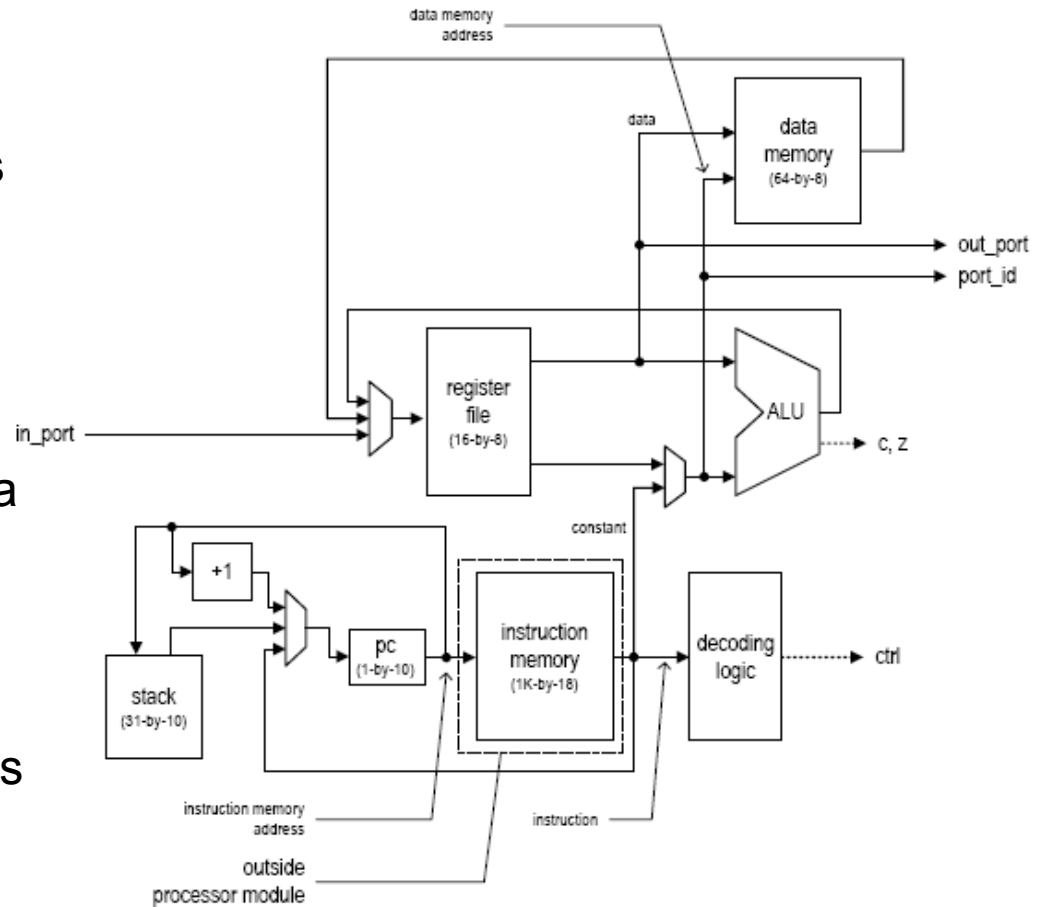 data memory
address
data
data
memory
(64-by-8)
s
out_port
port_id
register
file
(16-by-8)
ALU
in_port
c, z
a
constant
+1
pc
(1-by-10)
instruction
memory
(1K-by-18)
decoding
logic
ctrl
stack
(31-by-10)
s
instruction memory
address
instruction
outside
processor module